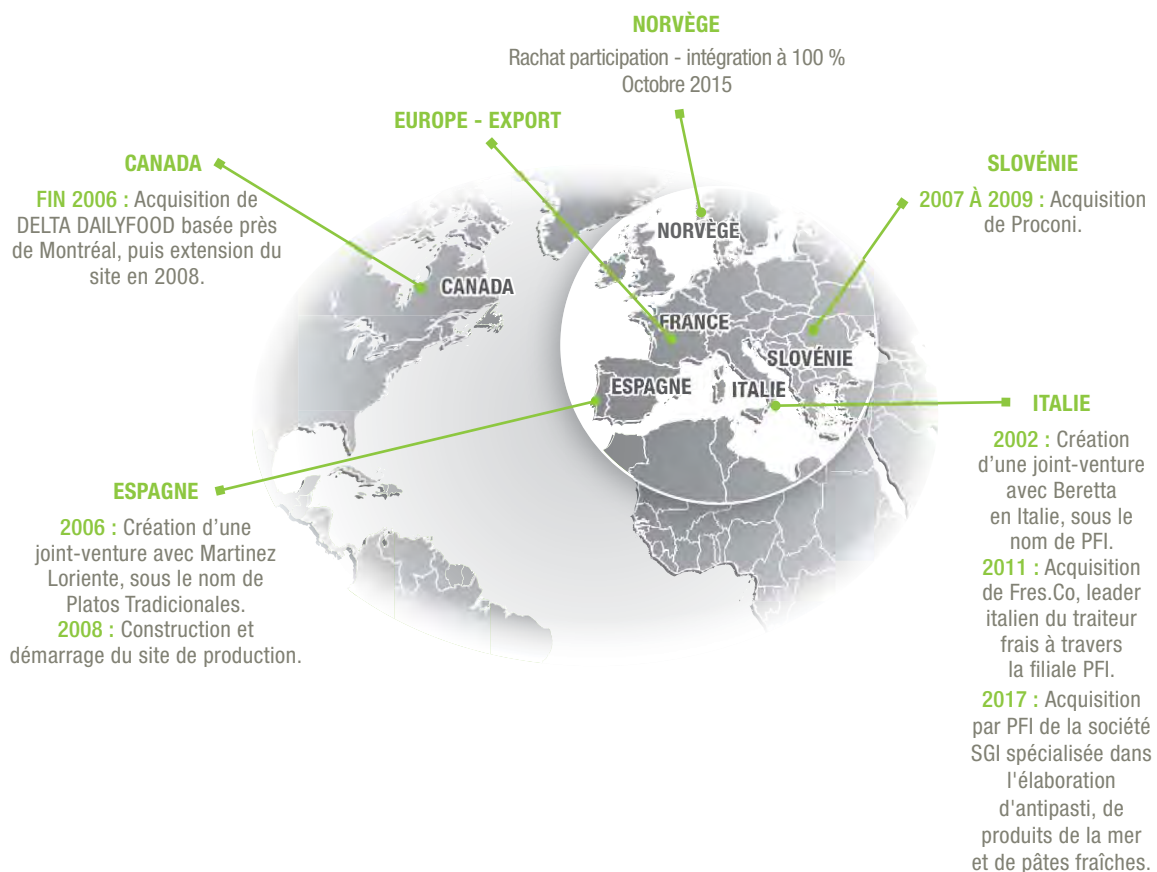 NORVÈGE
Rachat participation - intégration à 100 %
Octobre 2015
EUROPE - EXPORT
CANADA
FIN 2006 : Acquisition de
DELTA DAILYFOOD basée près
de Montréal, puis extension du
site en 2008.
SLOVÉNIE
2007 À 2009 : Acquisition
de Proconi.
NORVÈGE
CANADA
FRANCE
SLOVÉNIE
ESPAGNE
ITALIE
ITALIE
2002 : Création
d’une joint-venture
avec Beretta
en Italie, sous le
nom de PFI.
2011 : Acquisition
de Fres.Co, leader
italien du traiteur
frais à travers
la filiale PFI.
2017 : Acquisition
par PFI de la société
SGI spécialisée dans
l'élaboration
d'antipasti, de
produits de la mer
et de pâtes fraîches.
ESPAGNE
2006 : Création d’une
joint-venture avec Martinez
Loriente, sous le nom de
Platos Tradicionales.
2008 : Construction et
démarrage du site de production.